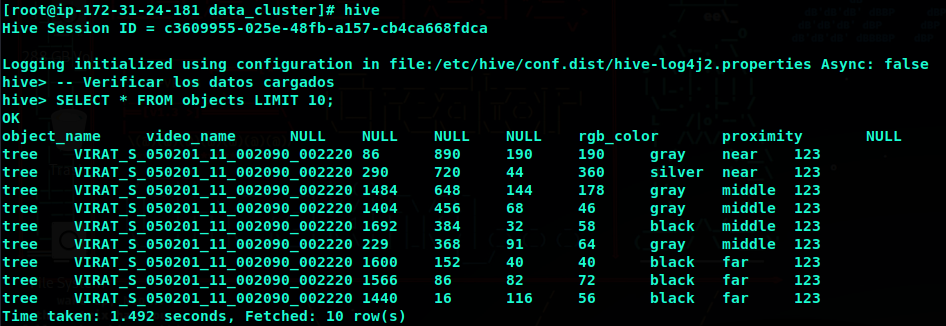 [root@ip-172-31-24-181 data_cluster]# hive
Hive Session ID = c3609955-025e-48fb-a157-cb4ca668fdca

Logging initialized using configuration in file:/etc/hive/conf.dist/hive-log4j2.properties Async: false
hive> -- Verificar los datos cargados
hive> SELECT * FROM objects LIMIT 10;
OK
object_name     video_name      NULL    NULL    NULL    NULL    rgb_color       proximity       NULL
tree    VIRAT_S_050201_11_002090_002220 86      890     190     190     gray    near    123
tree    VIRAT_S_050201_11_002090_002220 290     720     44      360     silver  near    123
tree    VIRAT_S_050201_11_002090_002220 1484    648     144     178     gray    middle  123
tree    VIRAT_S_050201_11_002090_002220 1404    456     68      46      gray    middle  123
tree    VIRAT_S_050201_11_002090_002220 1692    384     32      58      black   middle  123
tree    VIRAT_S_050201_11_002090_002220 229     368     91      64      gray    middle  123
tree    VIRAT_S_050201_11_002090_002220 1600    152     40      40      black   far     123
tree    VIRAT_S_050201_11_002090_002220 1566    86      82      72      black   far     123
tree    VIRAT_S_050201_11_002090_002220 1440    16      116     56      black   far     123
Time taken: 1.492 seconds, Fetched: 10 row(s)